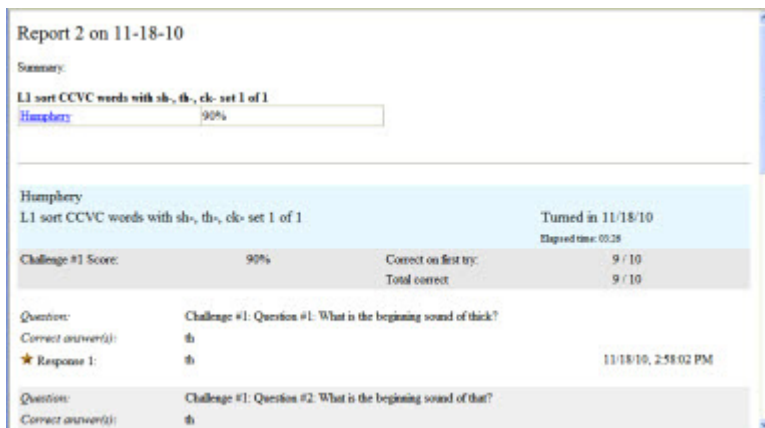 Report 2 on 11-18-10
Summary:
L1 sort CCVC words with sh-, th-, ck- set 1 of 1
Humphery 90%
Humphery
L1 sort CCVC words with sh-, th-, ck- set 1 of 1 Turned in 11/18/10
Elapsed time: 03:28
Challenge #1 Score: 90% Correct on first try: 9 / 10
Total correct 9 / 10
Question: Challenge #1: Question #1: What is the beginning sound of thick?
Correct answer(s): th
Response 1: th 11/18/10, 2:58:02 PM
Question: Challenge #1: Question #2: What is the beginning sound of that?
Correct answer(s): th